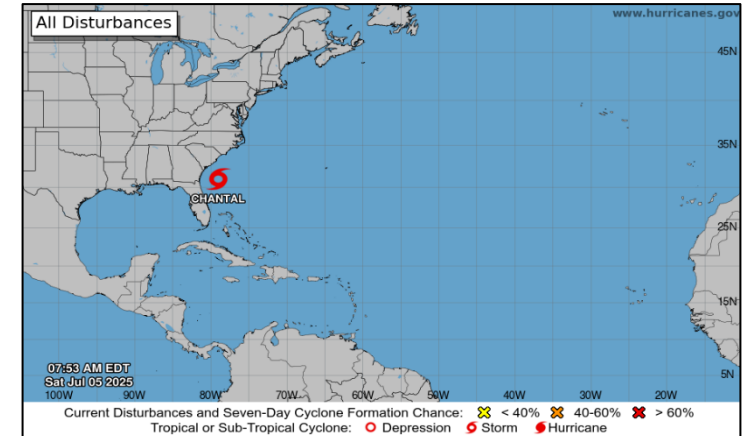 All Disturbances
www.hurricanes.gov
45N
35N
CHANTAL
25N
15N
07:53 AM EDT
Sat Jul 05 2025
5N
100W 90W 80W 70W 60W 50W 40W 30W 20W
Current Disturbances and Seven-Day Cyclone Formation Chance: < 40% 40-60% > 60%
Tropical or Sub-Tropical Cyclone: Depression Storm Hurricane